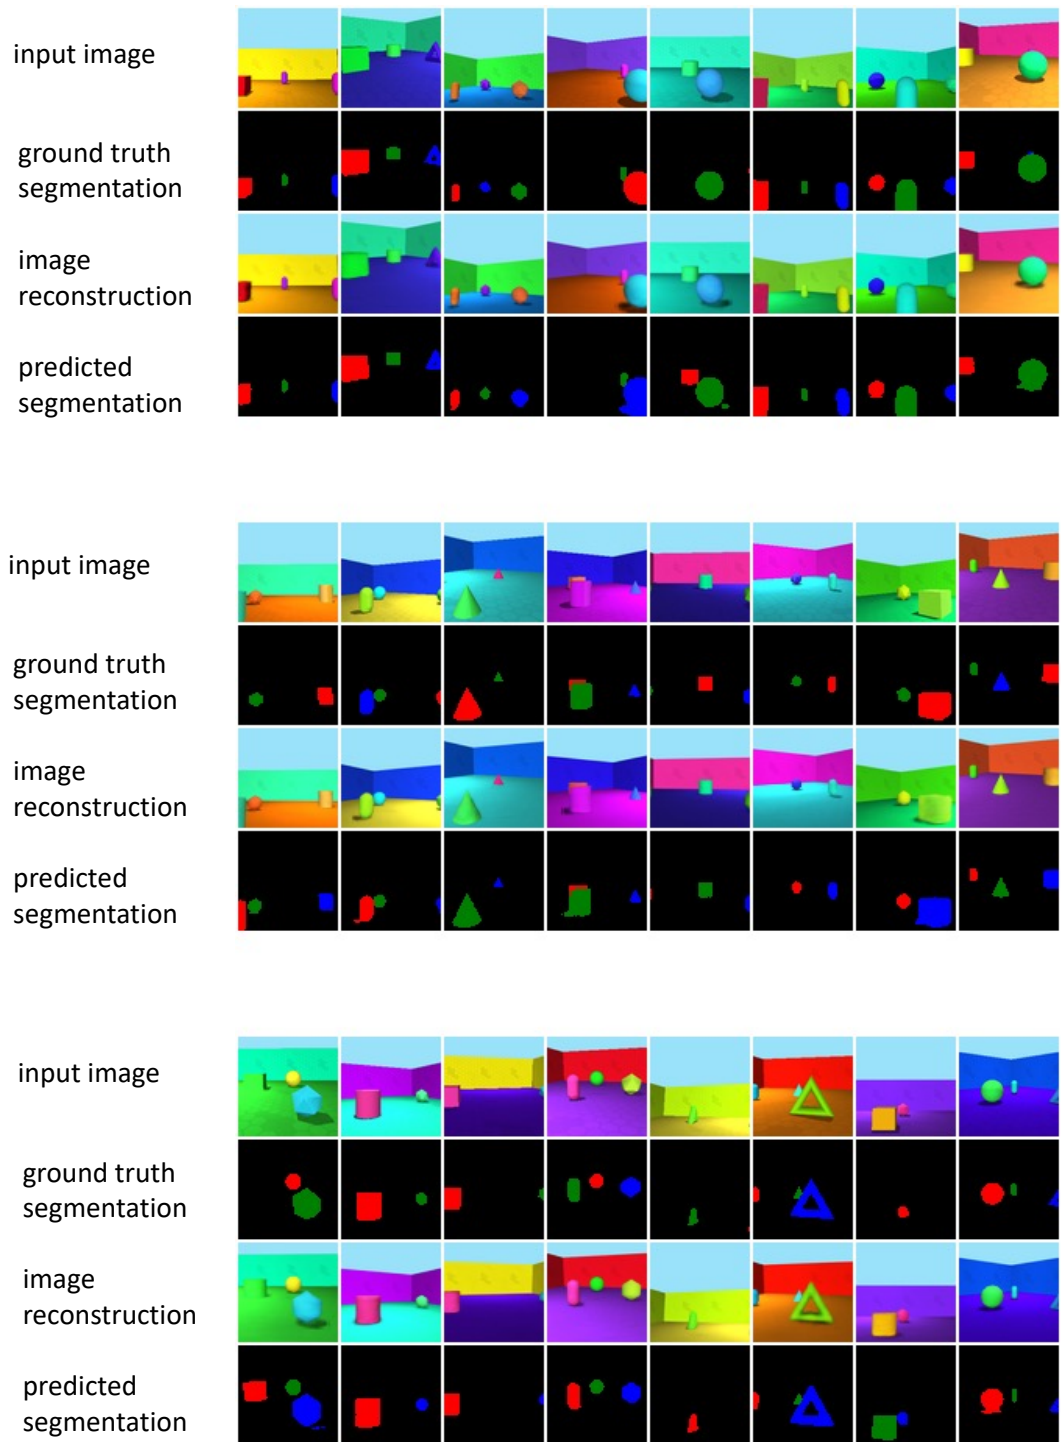 input image
ground truth
segmentation
image
reconstruction
predicted
segmentation
input image
ground truth
segmentation
image
reconstruction
predicted
segmentation
input image
ground truth
segmentation
image
reconstruction
predicted
segmentation